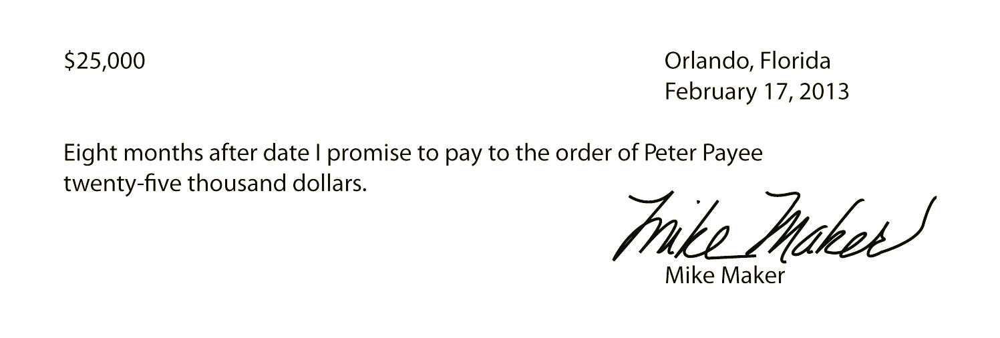 $25,000
Orlando, Florida
February 17, 2013
Eight months after date I promise to pay to the order of Peter Payee
twenty-five thousand dollars.
Mike Maker
Mike Maker